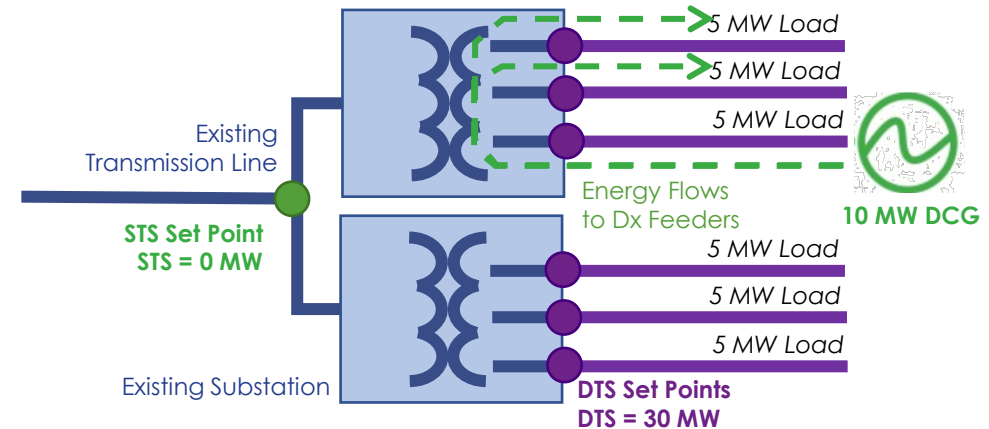 5 MW Load
5 MW Load
5 MW Load
Existing
Transmission Line
Energy Flows
to Dx Feeders
10 MW DCG
STS Set Point
STS = 0 MW
5 MW Load
5 MW Load
5 MW Load
Existing Substation
DTS Set Points
DTS = 30 MW